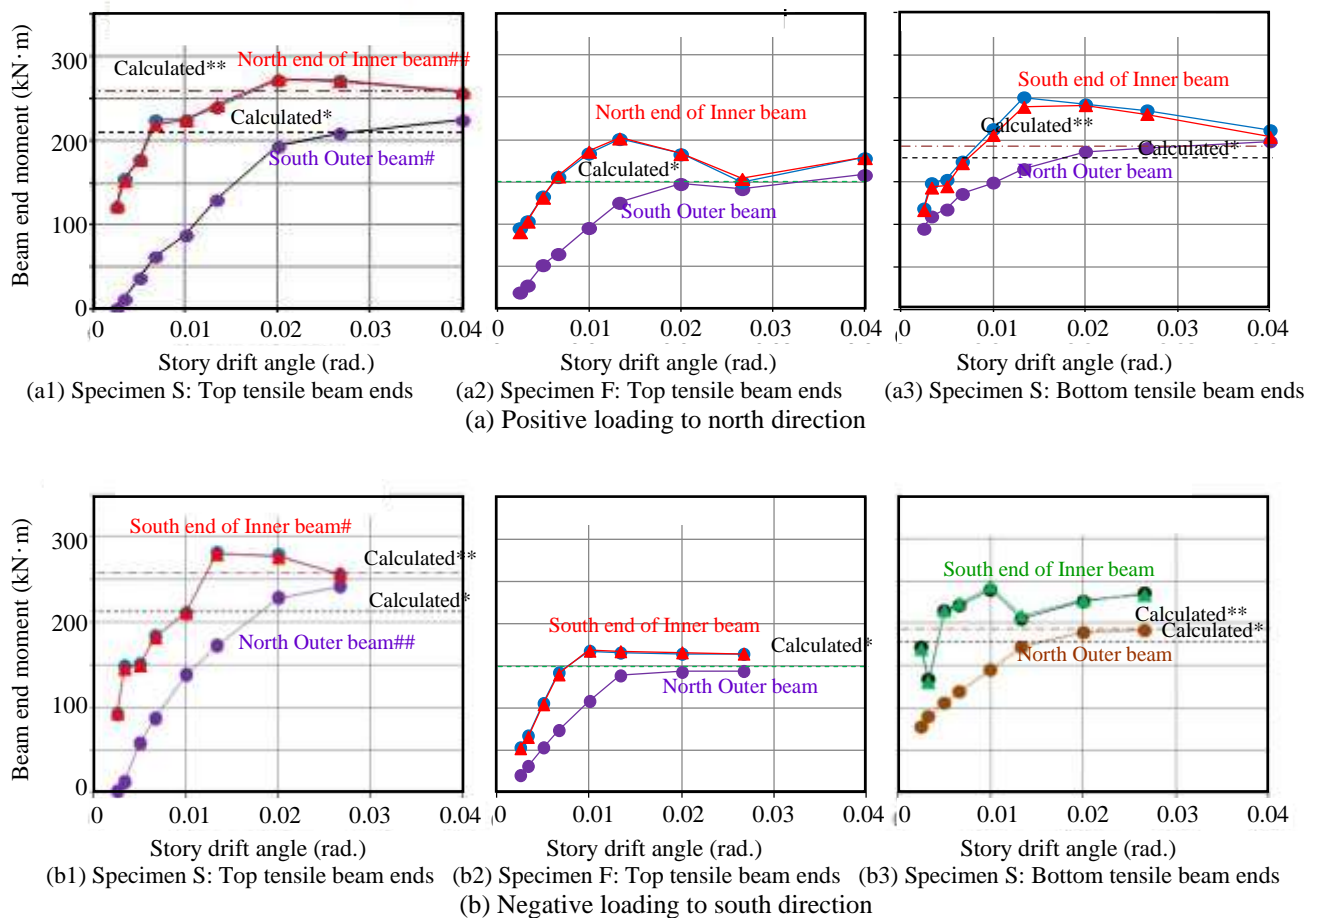 Beam end moment (kN·m)
300
200
100
0
Calculated**
North end of Inner beam##
Calculated*
South Outer beam#
0 0.01 0.02 0.03 0.04
Story drift angle (rad.)
(a1) Specimen S: Top tensile beam ends
North end of Inner beam
Calculated*
South Outer beam
0 0.01 0.02 0.03 0.04
Story drift angle (rad.)
(a2) Specimen F: Top tensile beam ends
South end of Inner beam
Calculated**
Calculated*
North Outer beam
0 0.01 0.02 0.03 0.04
Story drift angle (rad.)
(a3) Specimen S: Bottom tensile beam ends
(a) Positive loading to north direction
Beam end moment (kN·m)
300
200
100
0
South end of Inner beam#
Calculated**
Calculated*
North Outer beam##
0 0.01 0.02 0.03 0.04
Story drift angle (rad.)
(b1) Specimen S: Top tensile beam ends
South end of Inner beam
Calculated*
North Outer beam
0 0.01 0.02 0.03 0.04
Story drift angle (rad.)
(b2) Specimen F: Top tensile beam ends
South end of Inner beam
Calculated**
Calculated*
North Outer beam
0 0.01 0.02 0.03 0.04
Story drift angle (rad.)
(b3) Specimen S: Bottom tensile beam ends
(b) Negative loading to south direction